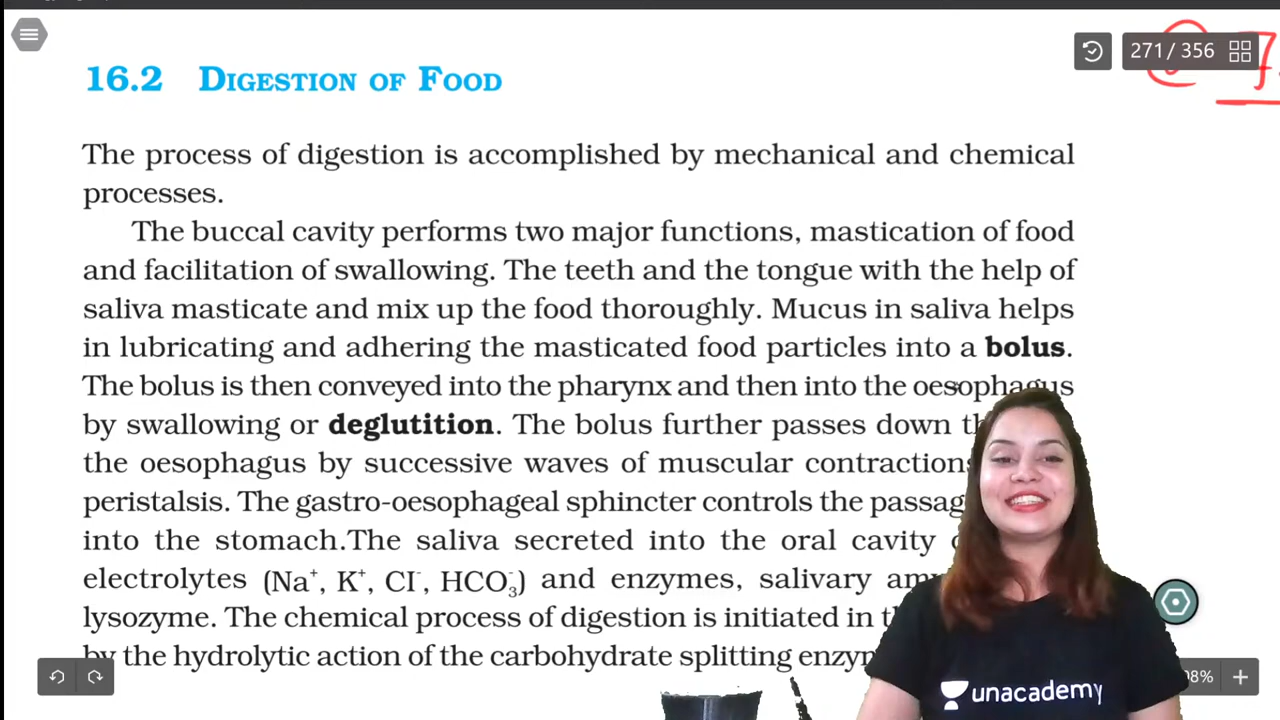 271/ 356
16.2 DIGESTION OF FOOD
The process of digestion is accomplished by mechanical and chemical
processes.
The buccal cavity performs two major functions, mastication of food
and facilitation of swallowing. The teeth and the tongue with the help of
saliva masticate and mix up the food thoroughly. Mucus in saliva helps
in lubricating and adhering the masticated food particles into a bolus.
The bolus is then conveyed into the pharynx and then into the oesophagus
by swallowing or deglutition. The bolus further passes down
the oesophagus by successive waves of muscular contractions
peristalsis. The gastro-oesophageal sphincter controls the
into the stomach.The saliva secreted into the oral cavity
electrolytes (Na⁺, K⁺, Cl⁻, HCO₃⁻) and enzymes, salivary
lysozyme. The chemical process of digestion is initiated in
by the hydrolytic action of the carbohydrate splitting
unacademy